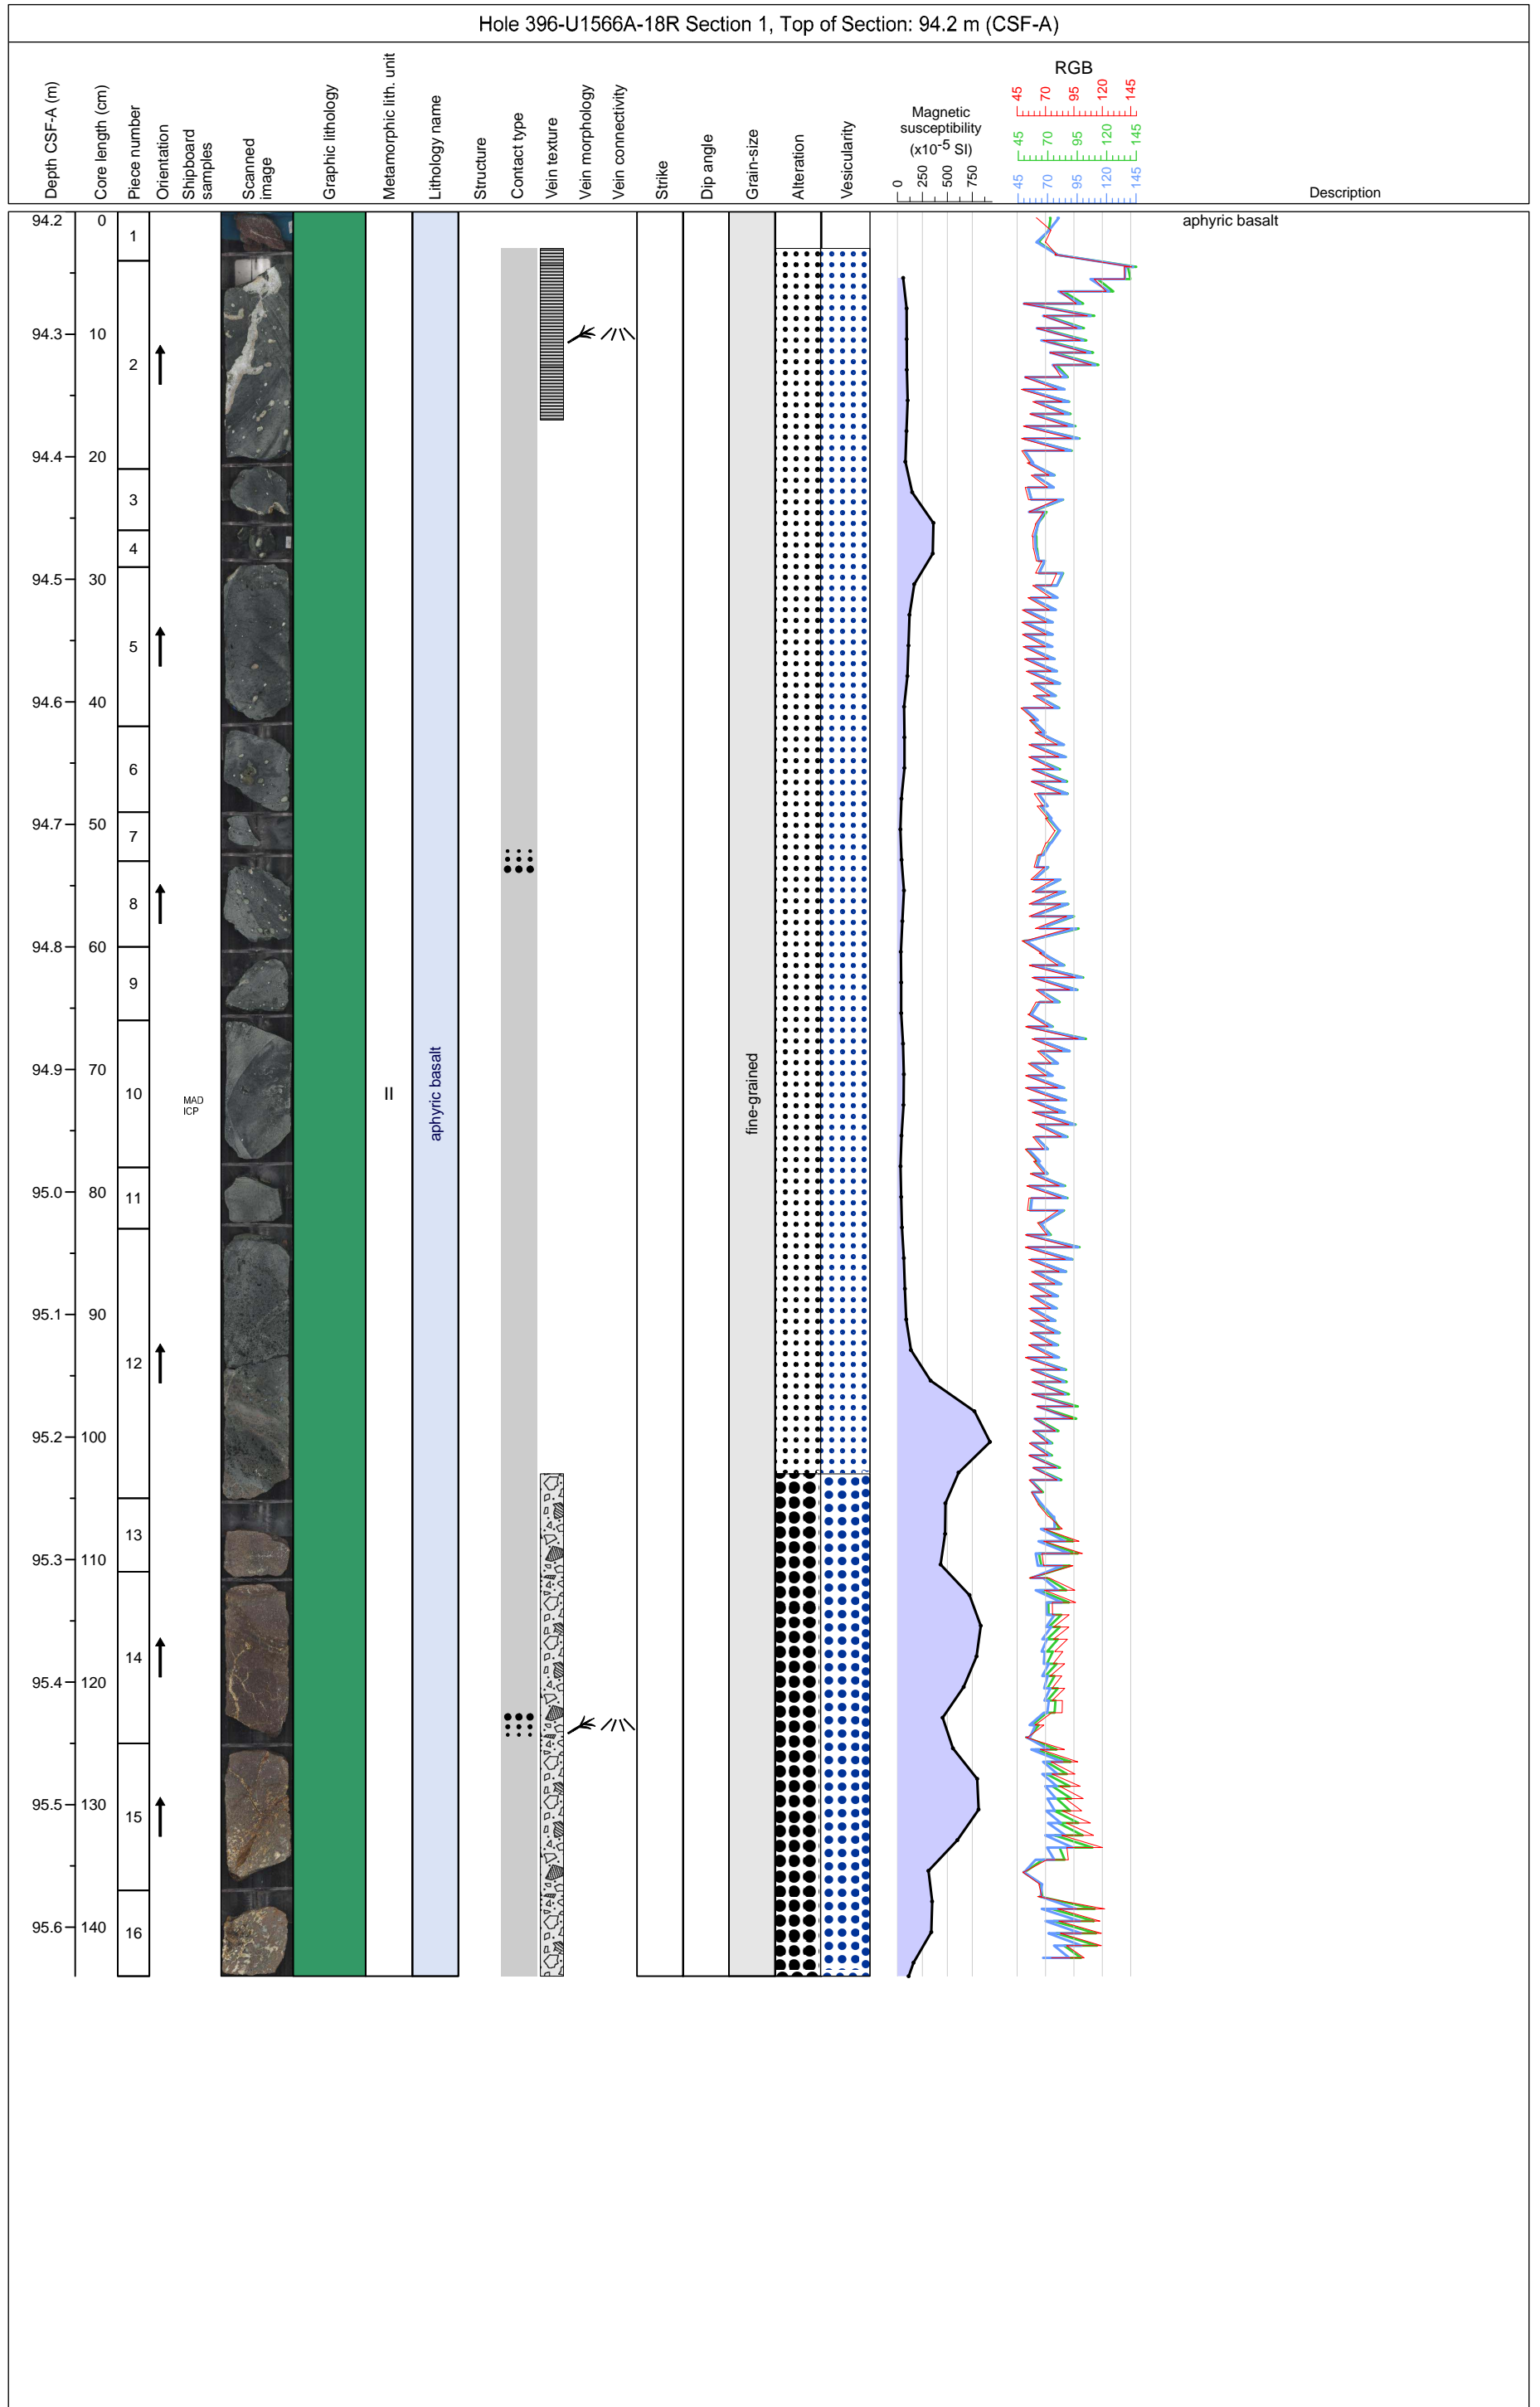 Hole 396-U1566A-18R Section 1, Top of Section: 94.2 m (CSF-A)
Depth CSF-A (m)
Core length (cm)
Piece number
Orientation
Shipboard
samples
Scanned
image
Graphic lithology
Metamorphic lith. unit
Lithology name
Structure
Contact type
Vein texture
Vein morphology
Vein connectivity
Strike
Dip angle
Grain-size
Alteration
Vesicularity
Magnetic
susceptibility
(x10-5 SI)
0 250 500 750
RGB
45 70 95 120 145
45 70 95 120 145
45 70 95 120 145
Description
94.2 0
1
aphyric basalt
94.3 10
2
94.4 20
3
4
94.5 30
5
94.6 40
6
94.7 50
7
8
94.8 60
9
94.9 70
10
MAD
ICP
II
aphyric basalt
fine-grained
95.0 80
11
95.1 90
12
95.2 100
13
95.3 110
14
95.4 120
95.5 130
15
95.6 140
16